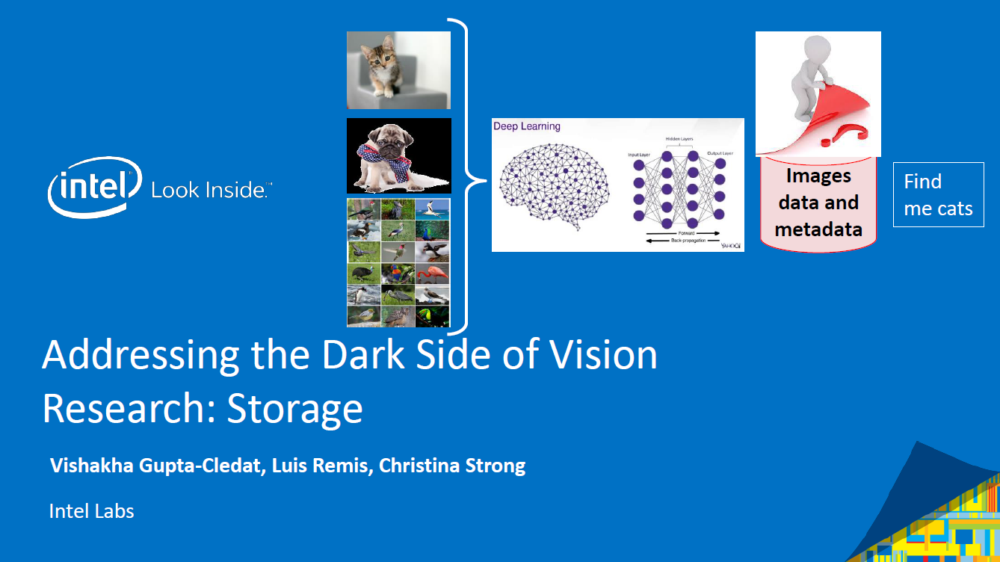 intel
Look Inside.™
Deep Learning
Hidden Layers
Input Layer
Output Layer
Forward
Back-propagation
YAHOO!
Images
data and
metadata
Find
me cats
Addressing the Dark Side of Vision
Research: Storage
Vishakha Gupta-Cledat, Luis Remis, Christina Strong
Intel Labs